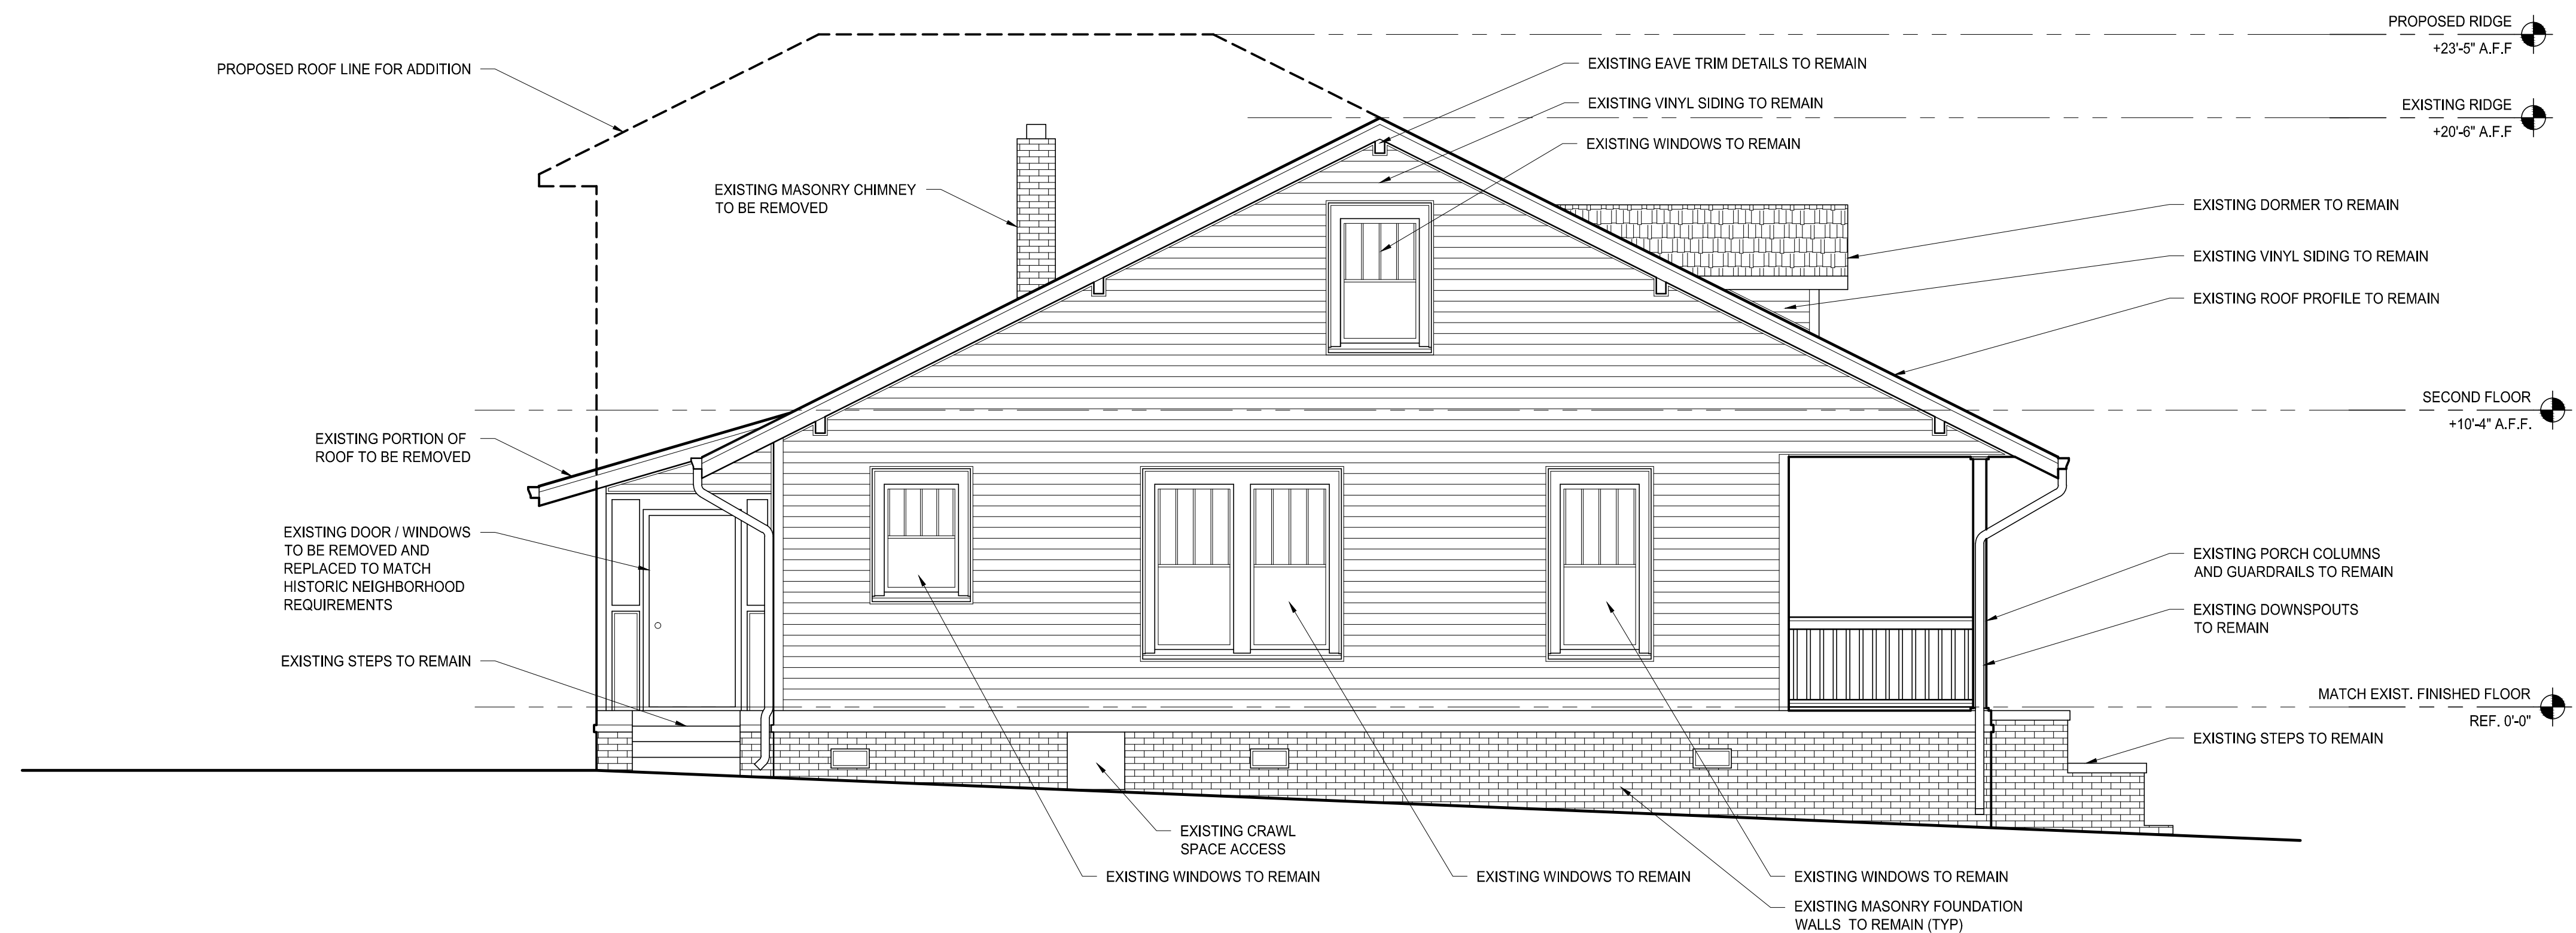 PROPOSED RIDGE
+23'-5" A.F.F
PROPOSED ROOF LINE FOR ADDITION
EXISTING EAVE TRIM DETAILS TO REMAIN
EXISTING VINYL SIDING TO REMAIN
EXISTING RIDGE
+20'-6" A.F.F
EXISTING WINDOWS TO REMAIN
EXISTING MASONRY CHIMNEY
TO BE REMOVED
EXISTING DORMER TO REMAIN
EXISTING VINYL SIDING TO REMAIN
EXISTING ROOF PROFILE TO REMAIN
SECOND FLOOR
+10'-4" A.F.F.
EXISTING PORTION OF
ROOF TO BE REMOVED
EXISTING DOOR / WINDOWS
TO BE REMOVED AND
REPLACED TO MATCH
HISTORIC NEIGHBORHOOD
REQUIREMENTS
EXISTING PORCH COLUMNS
AND GUARDRAILS TO REMAIN
EXISTING DOWNSPOUTS
TO REMAIN
EXISTING STEPS TO REMAIN
MATCH EXIST. FINISHED FLOOR
REF. 0'-0"
EXISTING STEPS TO REMAIN
EXISTING CRAWL
SPACE ACCESS
EXISTING WINDOWS TO REMAIN
EXISTING WINDOWS TO REMAIN
EXISTING WINDOWS TO REMAIN
EXISTING MASONRY FOUNDATION
WALLS TO REMAIN (TYP)